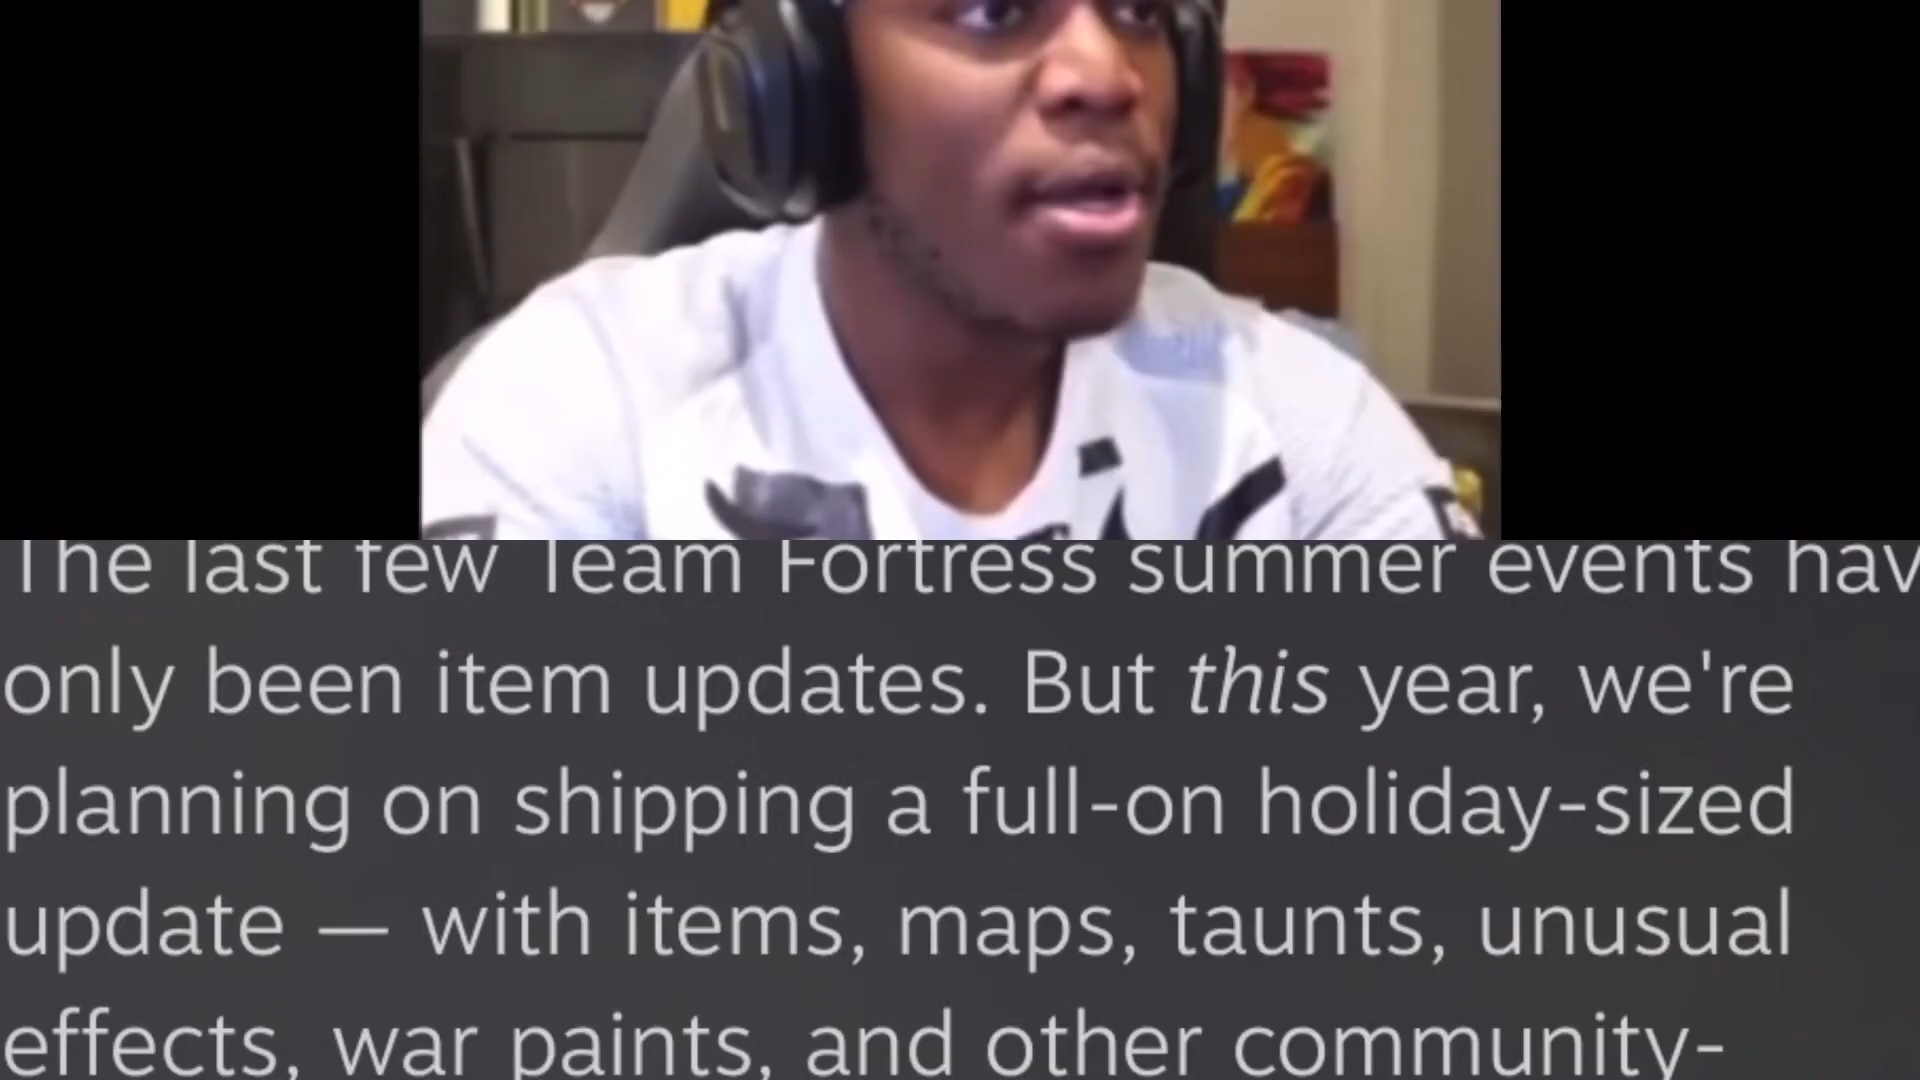 The last few Team Fortress summer events hav
only been item updates. But this year, we're
planning on shipping a full-on holiday-sized
update — with items, maps, taunts, unusual
effects, war paints, and other community-